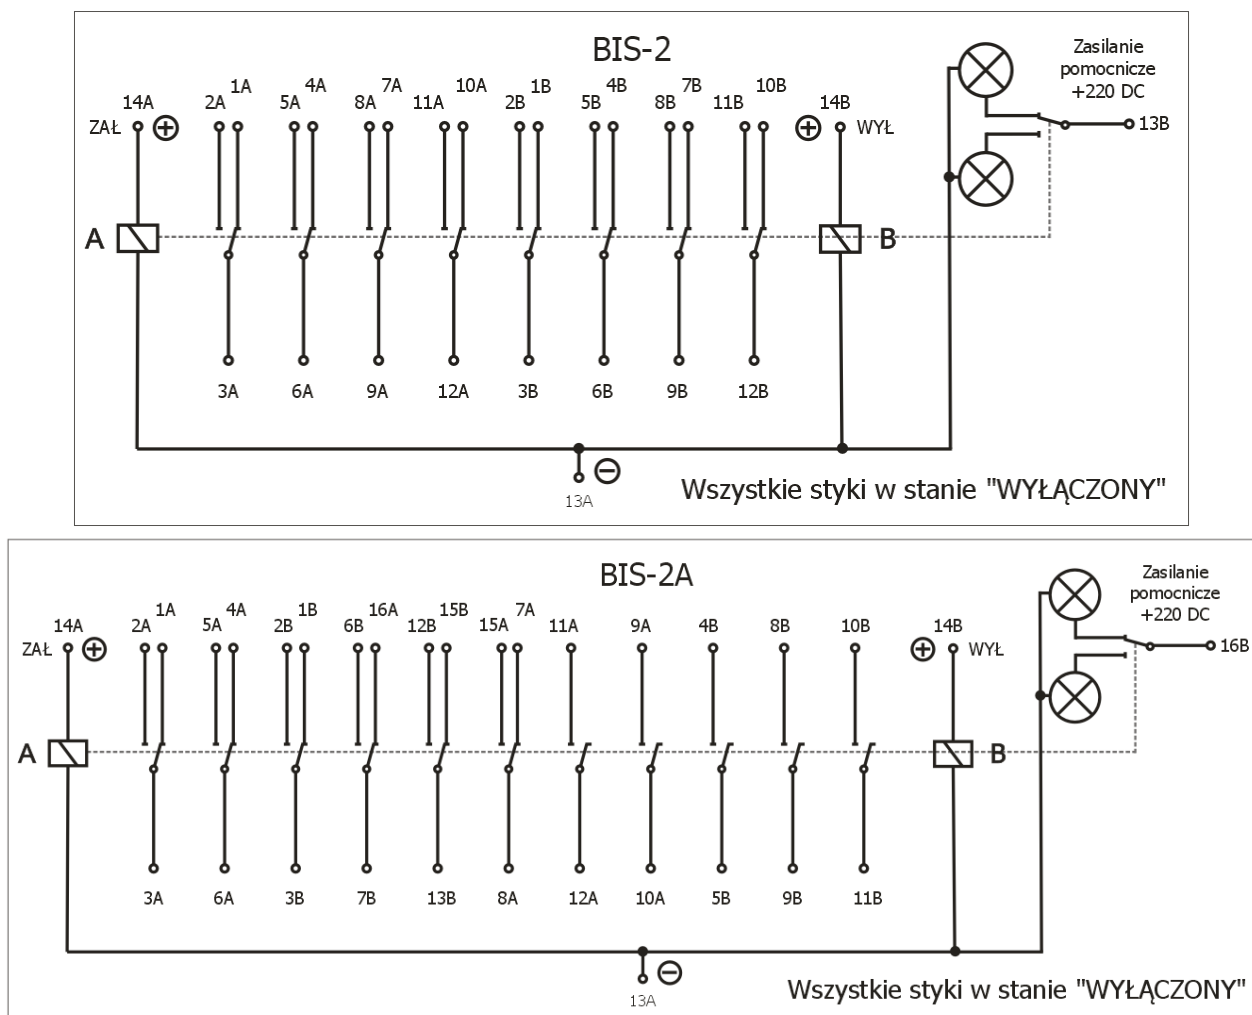 BIS-2
Zasilanie
pomocnicze
+220 DC
14A
2A
1A
5A
4A
8A
7A
11A
10A
2B
1B
5B
4B
8B
7B
11B
10B
14B
ZAŁ
WYŁ
13B
A
B
3A
6A
9A
12A
3B
6B
9B
12B
13A
Wszystkie styki w stanie "WYŁĄCZONY"
BIS-2A
Zasilanie
pomocnicze
+220 DC
14A
2A
1A
5A
4A
2B
1B
6B
16A
12B
15B
15A
7A
11A
9A
4B
8B
10B
14B
ZAŁ
WYŁ
16B
A
B
3A
6A
3B
7B
13B
8A
12A
10A
5B
9B
11B
13A
Wszystkie styki w stanie "WYŁĄCZONY"